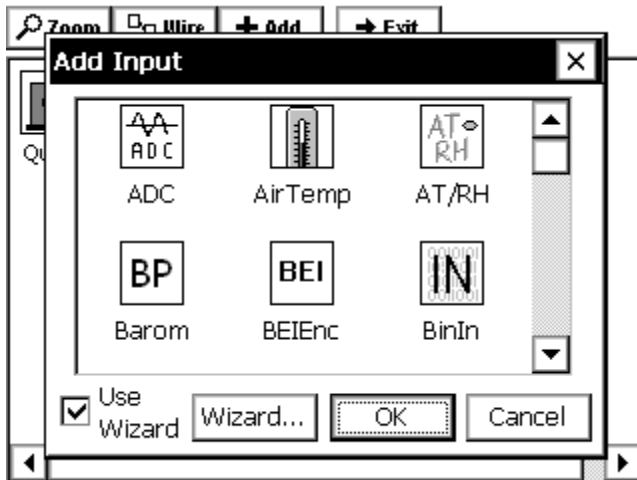 Zoom Wire Add Exit
Add Input
ADC
AT RH
ADC AirTemp AT/RH
BP BEI IN
Barom BEIEnc BinIn
Use Wizard
Wizard... OK Cancel